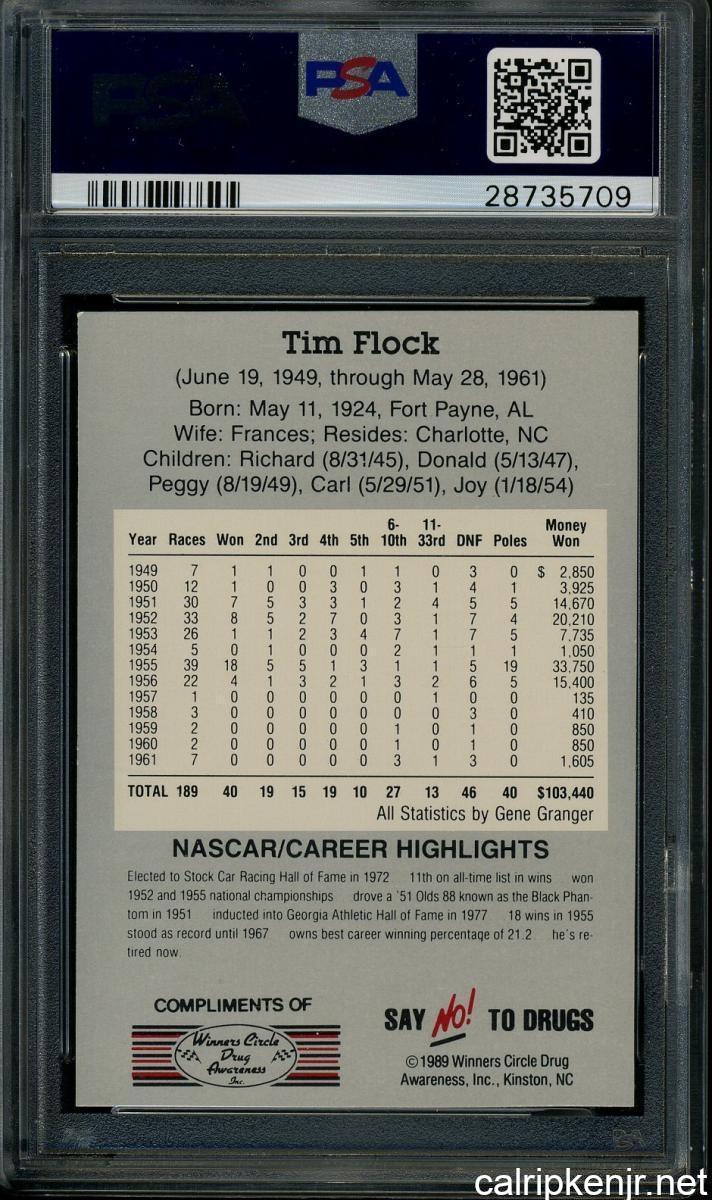 PSA
PSA
28735709
Tim Flock
(June 19, 1949, through May 28, 1961)
Born: May 11, 1924, Fort Payne, AL
Wife: Frances; Resides: Charlotte, NC
Children: Richard (8/31/45), Donald (5/13/47),
Peggy (8/19/49), Carl (5/29/51), Joy (1/18/54)
6- 11- Money
Year Races Won 2nd 3rd 4th 5th 10th 33rd DNF Poles Won
1949 7 1 1 0 0 1 1 0 3 0 $ 2,850
1950 12 1 0 0 3 0 3 1 4 1 3,925
1951 30 7 5 3 3 1 2 4 5 5 14,670
1952 33 8 5 2 7 0 3 1 7 4 20,210
1953 26 1 1 2 3 4 7 1 7 5 7,735
1954 5 0 1 0 0 0 2 1 1 1 1,050
1955 39 18 5 5 1 3 1 1 5 19 33,750
1956 22 4 1 3 2 1 3 2 6 5 15,400
1957 1 0 0 0 0 0 0 1 0 0 135
1958 3 0 0 0 0 0 0 0 3 0 410
1959 2 0 0 0 0 0 1 0 1 0 850
1960 2 0 0 0 0 0 1 0 1 0 850
1961 7 0 0 0 0 0 3 1 3 0 1,605
TOTAL 189 40 19 15 19 10 27 13 46 40 $103,440
All Statistics by Gene Granger
NASCAR/CAREER HIGHLIGHTS
Elected to Stock Car Racing Hall of Fame in 1972 11th on all-time list in wins won
1952 and 1955 national championships drove a '51 Olds 88 known as the Black Phan-
tom in 1951 inducted into Georgia Athletic Hall of Fame in 1977 18 wins in 1955
stood as record until 1967 owns best career winning percentage of 21.2 he's re-
tired now.
COMPLIMENTS OF
Winners Circle
Drug
Awareness
Inc.
SAY NO! TO DRUGS
©1989 Winners Circle Drug
Awareness, Inc., Kinston, NC
calripkenjr.net